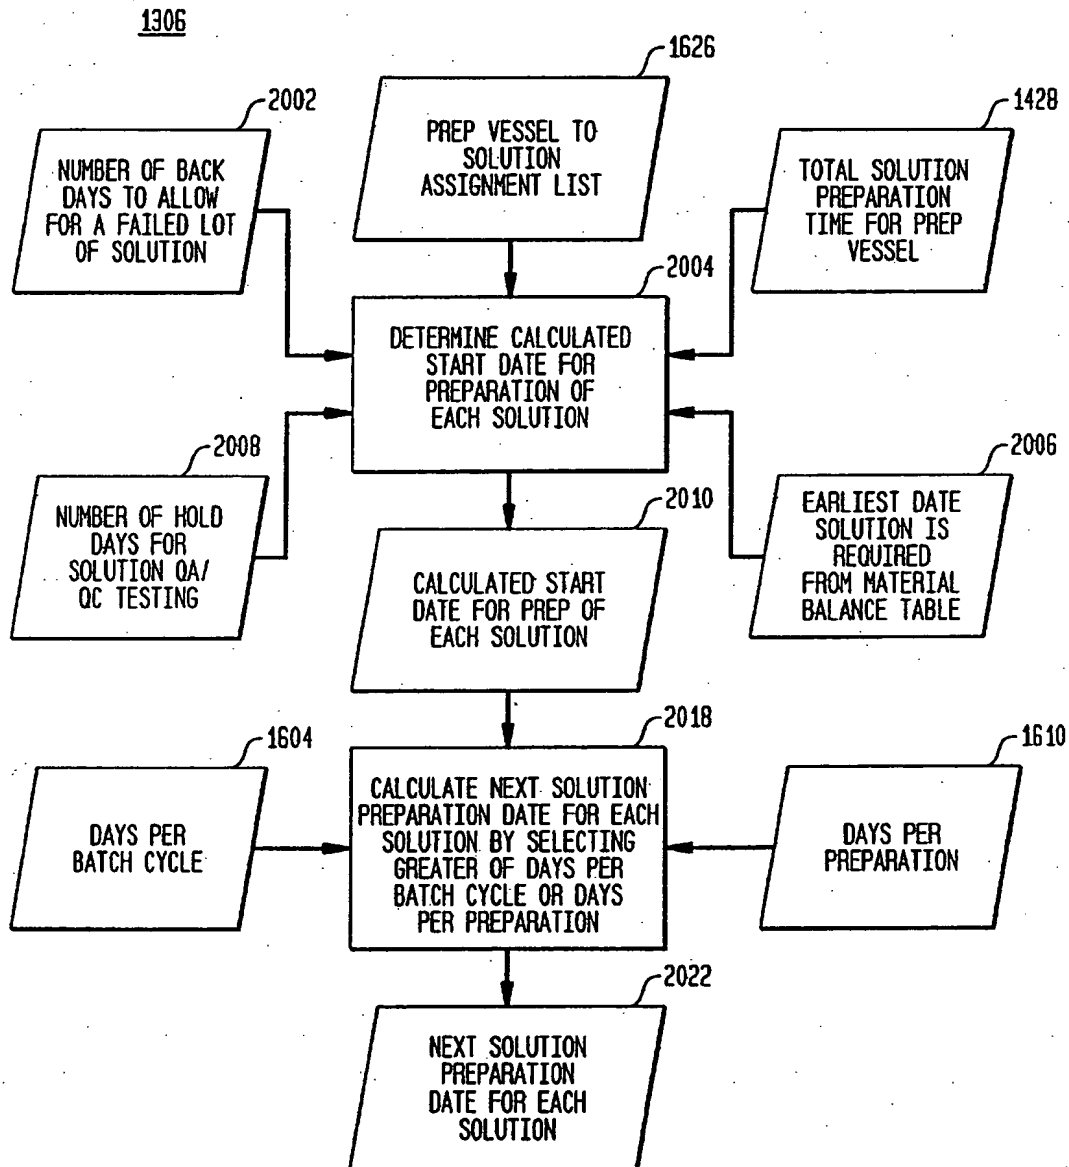 1306
1626
PREP VESSEL TO
SOLUTION
ASSIGNMENT LIST
2002
NUMBER OF BACK
DAYS TO ALLOW
FOR A FAILED LOT
OF SOLUTION
1428
TOTAL SOLUTION
PREPARATION
TIME FOR PREP
VESSEL
2004
DETERMINE CALCULATED
START DATE FOR
PREPARATION OF
EACH SOLUTION
2008
NUMBER OF HOLD
DAYS FOR
SOLUTION QA/
QC TESTING
2006
EARLIEST DATE
SOLUTION IS
REQUIRED
FROM MATERIAL
BALANCE TABLE
2010
CALCULATED START
DATE FOR PREP OF
EACH SOLUTION
1604
DAYS PER
BATCH CYCLE
2018
CALCULATE NEXT SOLUTION
PREPARATION DATE FOR EACH
SOLUTION BY SELECTING
GREATER OF DAYS PER
BATCH CYCLE OR DAYS
PER PREPARATION
1610
DAYS PER
PREPARATION
2022
NEXT SOLUTION
PREPARATION
DATE FOR EACH
SOLUTION